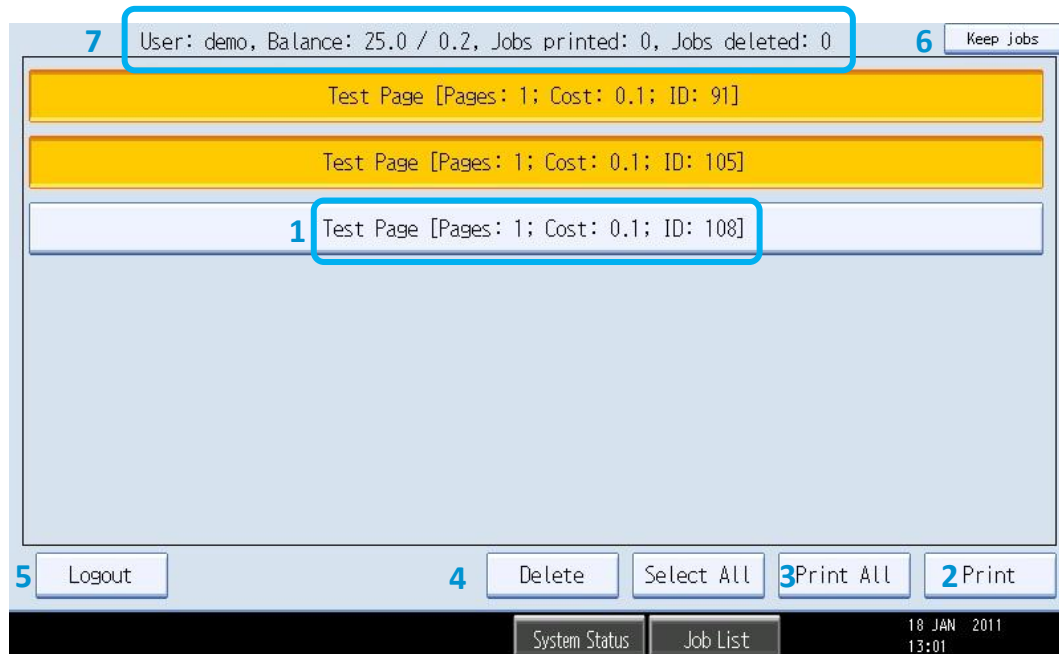 7 User: demo, Balance: 25.0 / 0.2, Jobs printed: 0, Jobs deleted: 0 6 Keep jobs
Test Page [Pages: 1; Cost: 0.1; ID: 91]
Test Page [Pages: 1; Cost: 0.1; ID: 105]
1 Test Page [Pages: 1; Cost: 0.1; ID: 108]
5 Logout 4 Delete Select All 3 Print All 2 Print
System Status Job List 18 JAN 2011
13:01